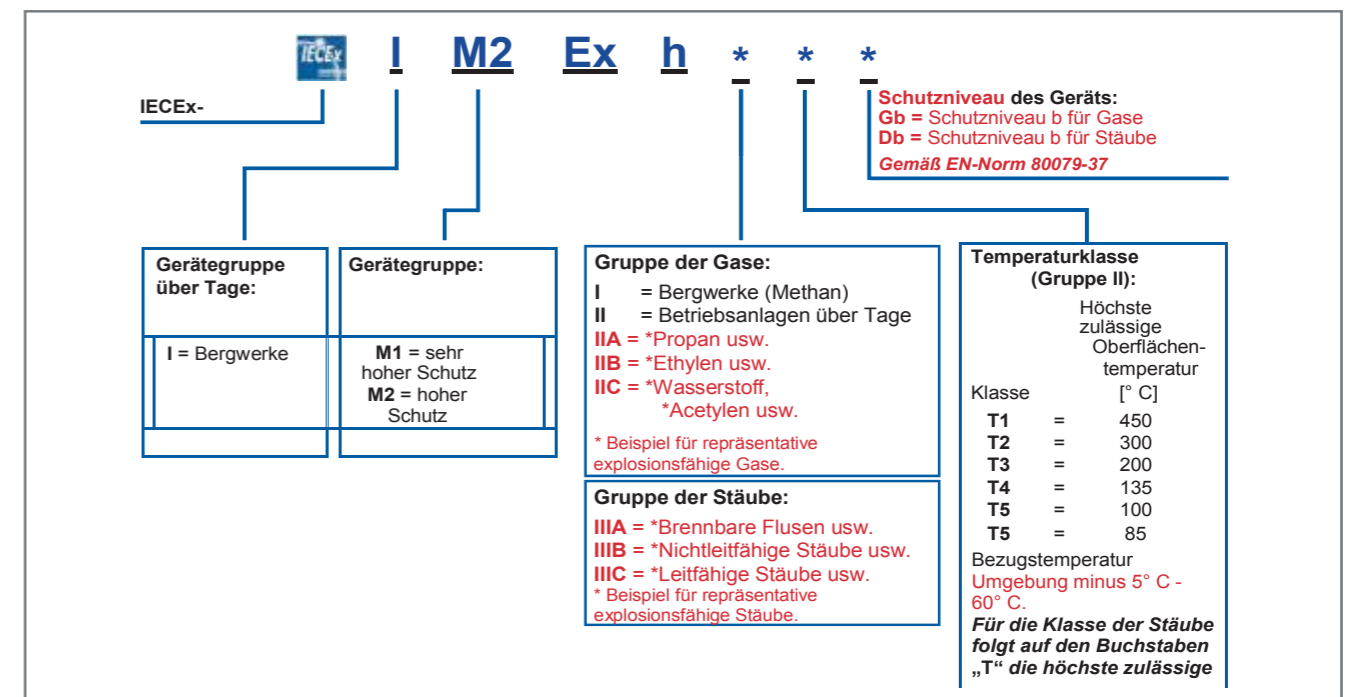 IECEx I M2 Ex h * * *
IECEx-
Schutzniveau des Geräts:
Gb = Schutzniveau b für Gase
Db = Schutzniveau b für Stäube
Gemäß EN-Norm 80079-37
Gerätegruppe
über Tage:
I = Bergwerke
Gerätegruppe:
M1 = sehr
hoher Schutz
M2 = hoher
Schutz
Gruppe der Gase:
I = Bergwerke (Methan)
II = Betriebsanlagen über Tage
IIA = *Propan usw.
IIB = *Ethylen usw.
IIC = *Wasserstoff,
*Acetylen usw.
* Beispiel für repräsentative
explosionsfähige Gase.
Gruppe der Stäube:
IIIA = *Brennbare Flusen usw.
IIIB = *Nichtleitfähige Stäube usw.
IIIC = *Leitfähige Stäube usw.
* Beispiel für repräsentative
explosionsfähige Stäube.
Temperaturklasse
(Gruppe II):
Höchste
zulässige
Oberflächen-
temperatur
Klasse [° C]
T1 = 450
T2 = 300
T3 = 200
T4 = 135
T5 = 100
T5 = 85
Bezugstemperatur
Umgebung minus 5° C -
60° C.
Für die Klasse der Stäube
folgt auf den Buchstaben
„T“ die höchste zulässige